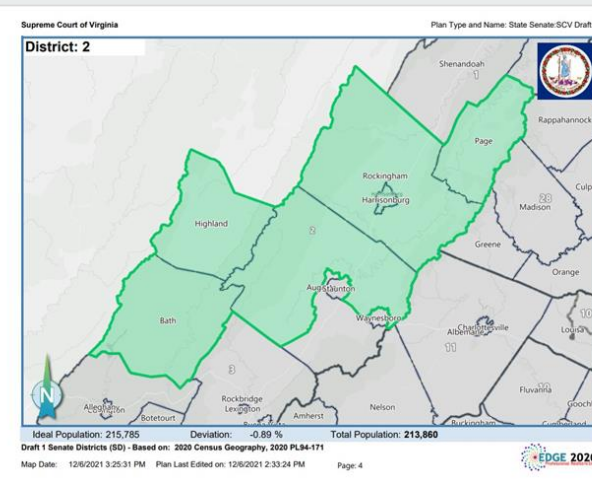 Supreme Court of Virginia
Plan Type and Name: State Senate:SCV Draft
District: 2
Shenandoah
1
Rappahannock
Page
Rockingham
Harrisonburg
Culp
28
Madison
Highland
2
Greene
Orange
Augusta
Staunton
Bath
Waynesboro
10
Charlottesville
Albemarle
Louisa
11
3
Fluvanna
Rockbridge
Alleghany
Covington
Lexington
Nelson
Gooch
Botetourt
Amherst
Buckingham
Cumberland
N
Ideal Population: 215,785 Deviation: -0.89 % Total Population: 213,860
Draft 1 Senate Districts (SD) - Based on: 2020 Census Geography, 2020 PL94-171
Map Date: 12/6/2021 3:25:31 PM Plan Last Edited on: 12/6/2021 2:33:24 PM Page: 4
EDGE 2020